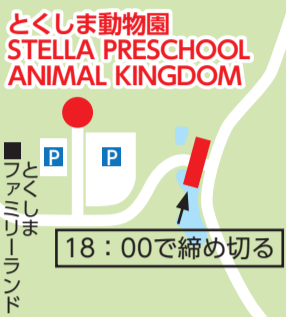 とくしま動物園
STELLA PRESCHOOL
ANIMAL KINGDOM
P
P
■とくしま
ファミリーランド
18：00で締め切る